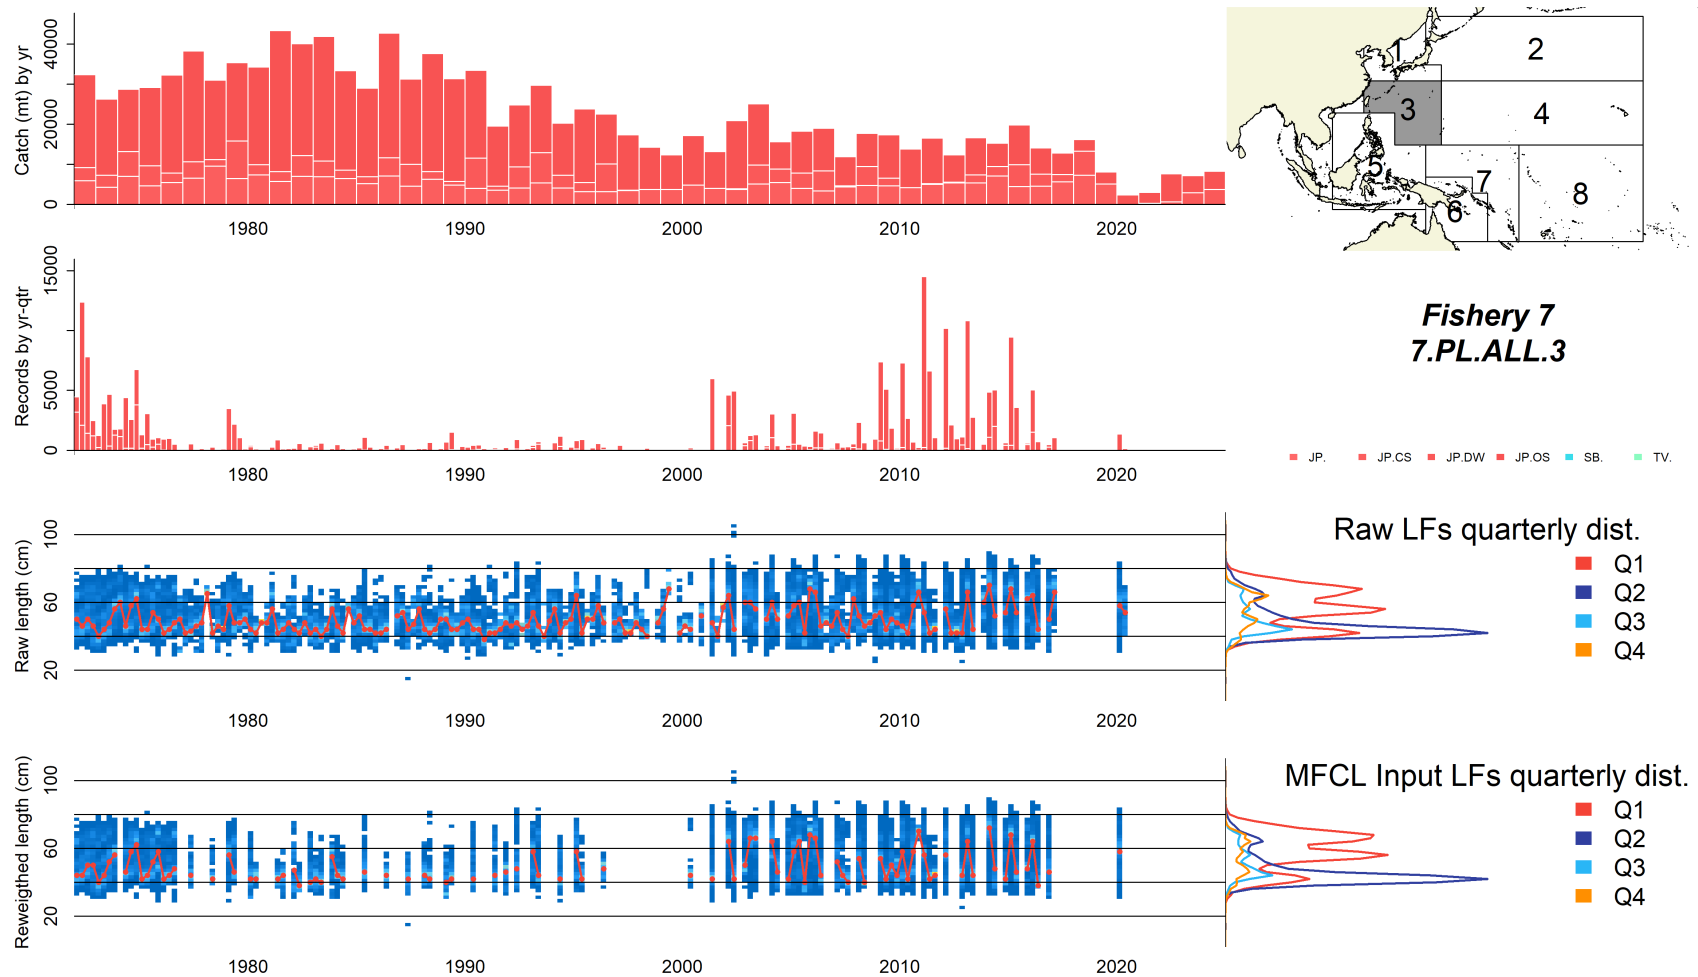 Catch (mt) by yr
0
20000
40000
1980
1990
2000
2010
2020
1
2
3
4
5
6
7
8
Records by yr-qtr
0
5000
15000
1980
1990
2000
2010
2020
Fishery 7
7.PL.ALL.3
JP. JP.CS JP.DW JP.OS SB. TV.
Raw length (cm)
20
60
100
1980
1990
2000
2010
2020
Raw LFs quarterly dist.
Q1
Q2
Q3
Q4
Reweigthed length (cm)
20
60
100
1980
1990
2000
2010
2020
MFCL Input LFs quarterly dist.
Q1
Q2
Q3
Q4